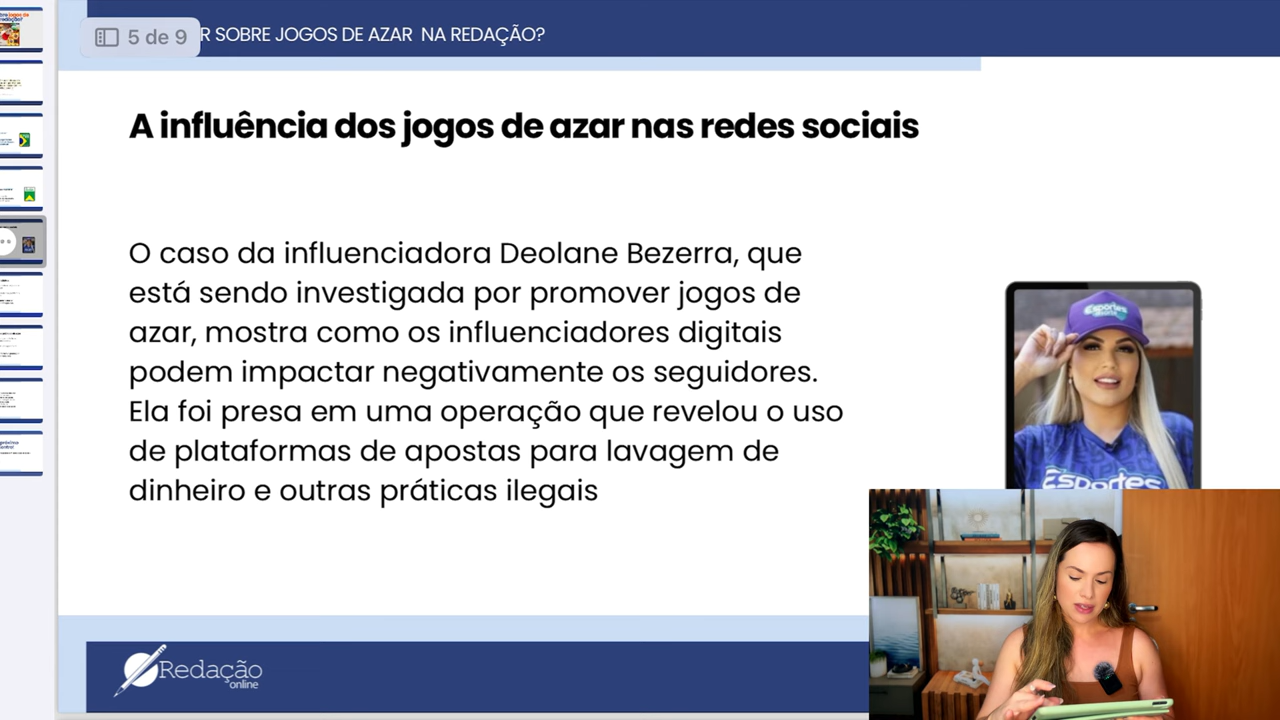 5 de 9
R SOBRE JOGOS DE AZAR NA REDAÇÃO?
A influência dos jogos de azar nas redes sociais
O caso da influenciadora Deolane Bezerra, que
está sendo investigada por promover jogos de
azar, mostra como os influenciadores digitais
podem impactar negativamente os seguidores.
Ela foi presa em uma operação que revelou o uso
de plataformas de apostas para lavagem de
dinheiro e outras práticas ilegais
Esportes
Esportes
Redação
online